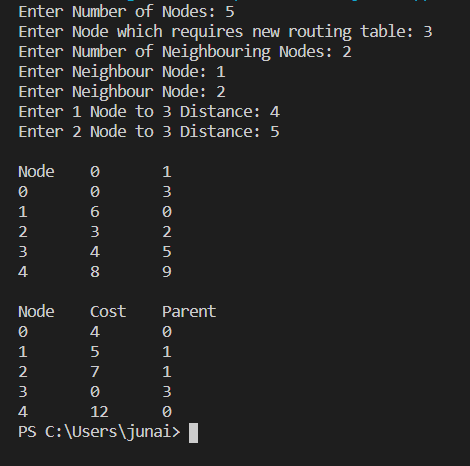 Enter Number of Nodes: 5
Enter Node which requires new routing table: 3
Enter Number of Neighbouring Nodes: 2
Enter Neighbour Node: 1
Enter Neighbour Node: 2
Enter 1 Node to 3 Distance: 4
Enter 2 Node to 3 Distance: 5
Node 0 1
0 0 3
1 6 0
2 3 2
3 4 5
4 8 9
Node Cost Parent
0 4 0
1 5 1
2 7 1
3 0 3
4 12 0
PS C:\Users\junai>